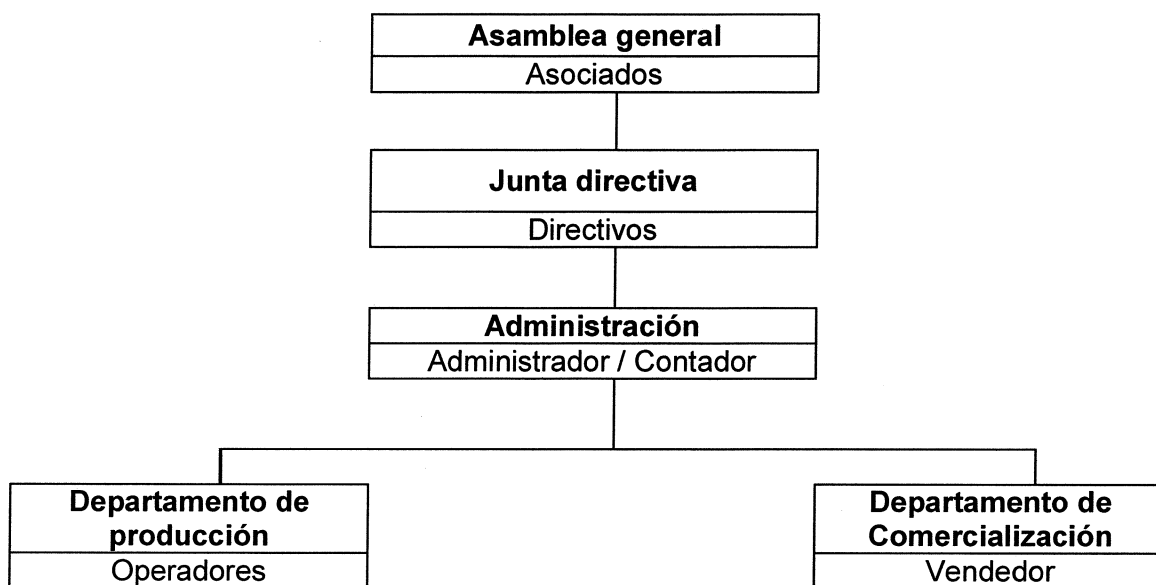 Asamblea general
Asociados
Junta directiva
Directivos
Administración
Administrador / Contador
Departamento de
producción
Operadores
Departamento de
Comercialización
Vendedor